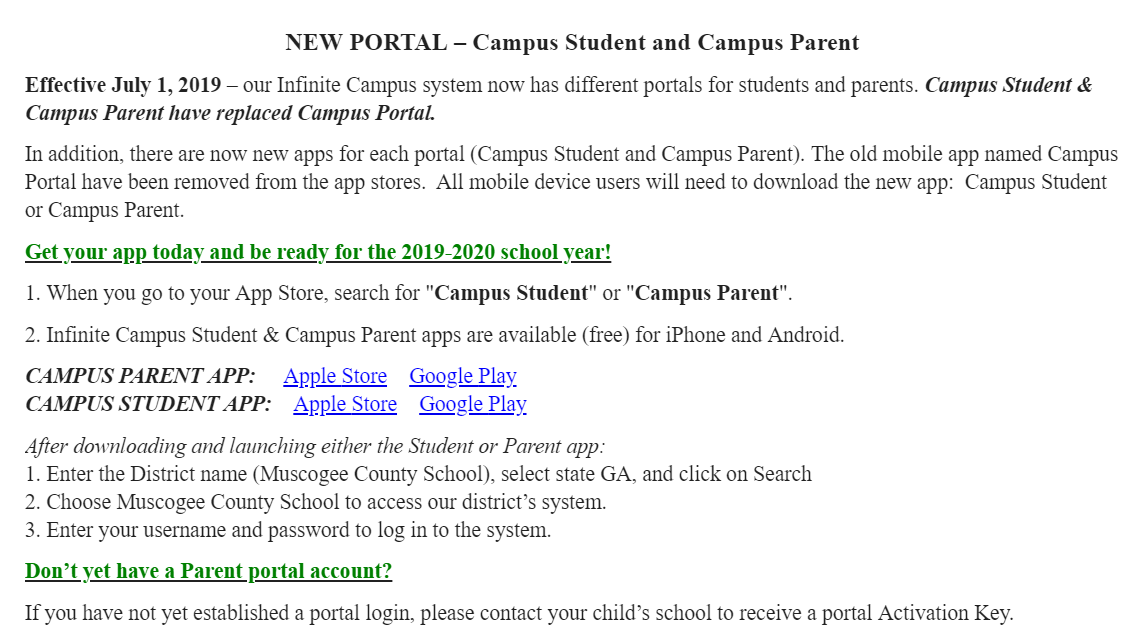 NEW PORTAL – Campus Student and Campus Parent
Effective July 1, 2019 – our Infinite Campus system now has different portals for students and parents. Campus Student &
Campus Parent have replaced Campus Portal.
In addition, there are now new apps for each portal (Campus Student and Campus Parent). The old mobile app named Campus
Portal have been removed from the app stores.  All mobile device users will need to download the new app:  Campus Student
or Campus Parent.
Get your app today and be ready for the 2019-2020 school year!
1. When you go to your App Store, search for "Campus Student" or "Campus Parent".
2. Infinite Campus Student & Campus Parent apps are available (free) for iPhone and Android.
CAMPUS PARENT APP:     Apple Store    Google Play
CAMPUS STUDENT APP:    Apple Store    Google Play
After downloading and launching either the Student or Parent app:
1. Enter the District name (Muscogee County School), select state GA, and click on Search
2. Choose Muscogee County School to access our district’s system.
3. Enter your username and password to log in to the system.
Don’t yet have a Parent portal account?
If you have not yet established a portal login, please contact your child’s school to receive a portal Activation Key.